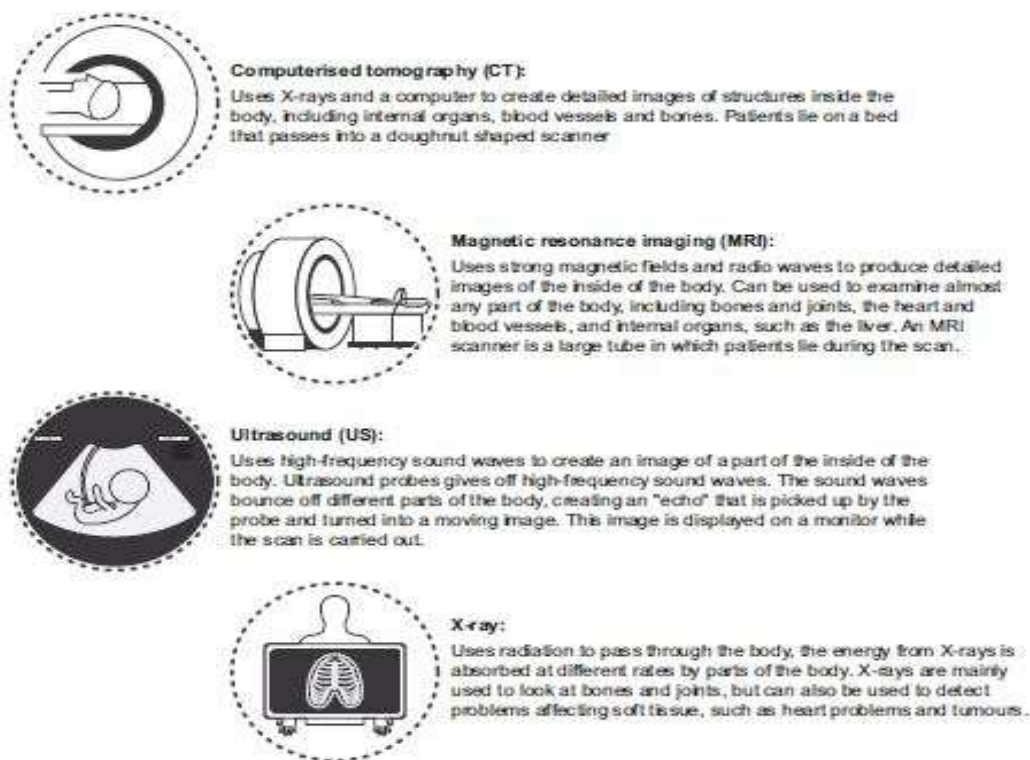 Computerised tomography (CT):
Uses X-rays and a computer to create detailed images of structures inside the
body, including internal organs, blood vessels and bones. Patients lie on a bed
that passes into a doughnut shaped scanner
Magnetic resonance imaging (MRI):
Uses strong magnetic fields and radio waves to produce detailed
images of the inside of the body. Can be used to examine almost
any part of the body, including bones and joints, the heart and
blood vessels, and internal organs, such as the liver. An MRI
scanner is a large tube in which patients lie during the scan.
Ultrasound (US):
Uses high-frequency sound waves to create an image of a part of the inside of the
body. Ultrasound probes gives off high-frequency sound waves. The sound waves
bounce off different parts of the body, creating an "echo" that is picked up by the
probe and turned into a moving image. This image is displayed on a monitor while
the scan is carried out.
X-ray:
Uses radiation to pass through the body, the energy from X-rays is
absorbed at different rates by parts of the body. X-rays are mainly
used to look at bones and joints, but can also be used to detect
problems affecting soft tissue, such as heart problems and tumours.